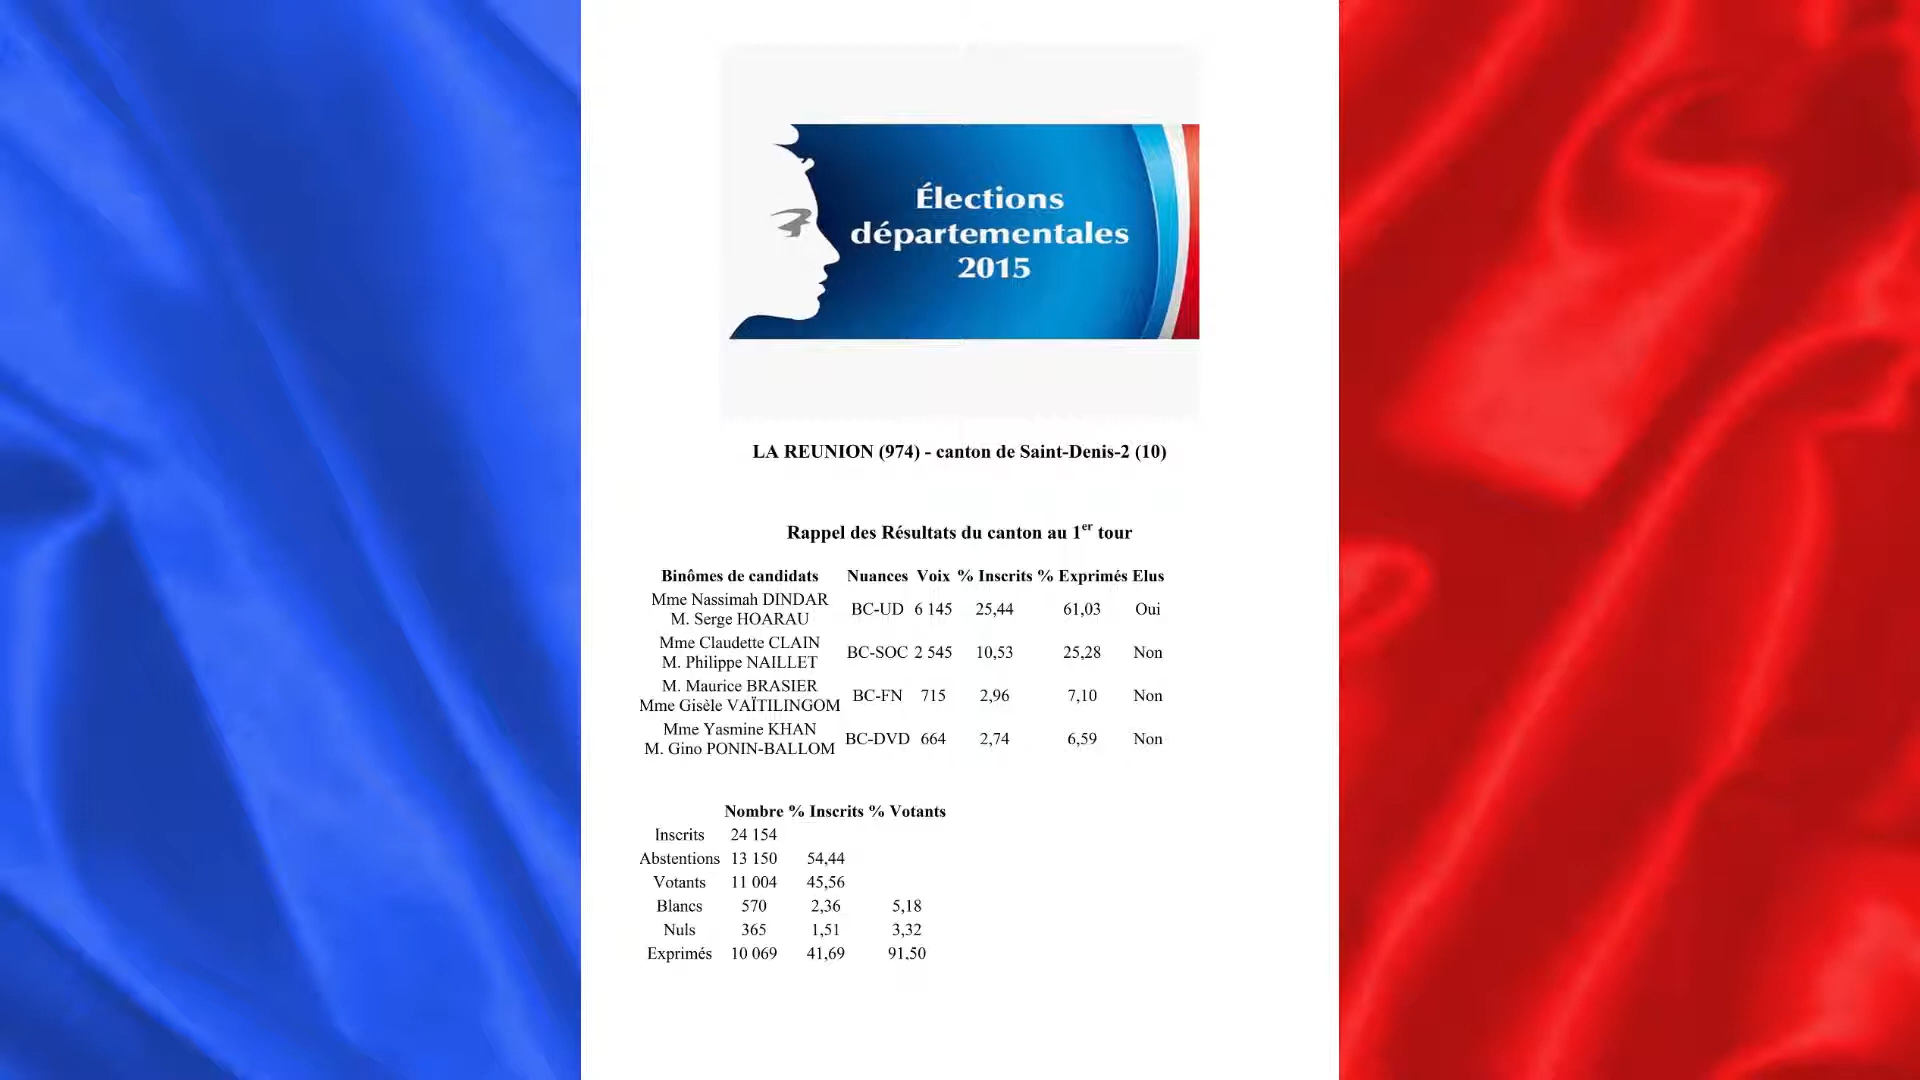 Élections
départementales
2015
LA REUNION (974) - canton de Saint-Denis-2 (10)
Rappel des Résultats du canton au 1er tour
Binômes de candidats Nuances Voix % Inscrits % Exprimés Elus
Mme Nassimah DINDAR
M. Serge HOARAU
BC-UD 6 145 25,44 61,03 Oui
Mme Claudette CLAIN
M. Philippe NAILLET
BC-SOC 2 545 10,53 25,28 Non
M. Maurice BRASIER
Mme Gisèle VAÏTILINGOM
BC-FN 715 2,96 7,10 Non
Mme Yasmine KHAN
M. Gino PONIN-BALLOM
BC-DVD 664 2,74 6,59 Non
Nombre % Inscrits % Votants
Inscrits 24 154
Abstentions 13 150 54,44
Votants 11 004 45,56
Blancs 570 2,36 5,18
Nuls 365 1,51 3,32
Exprimés 10 069 41,69 91,50